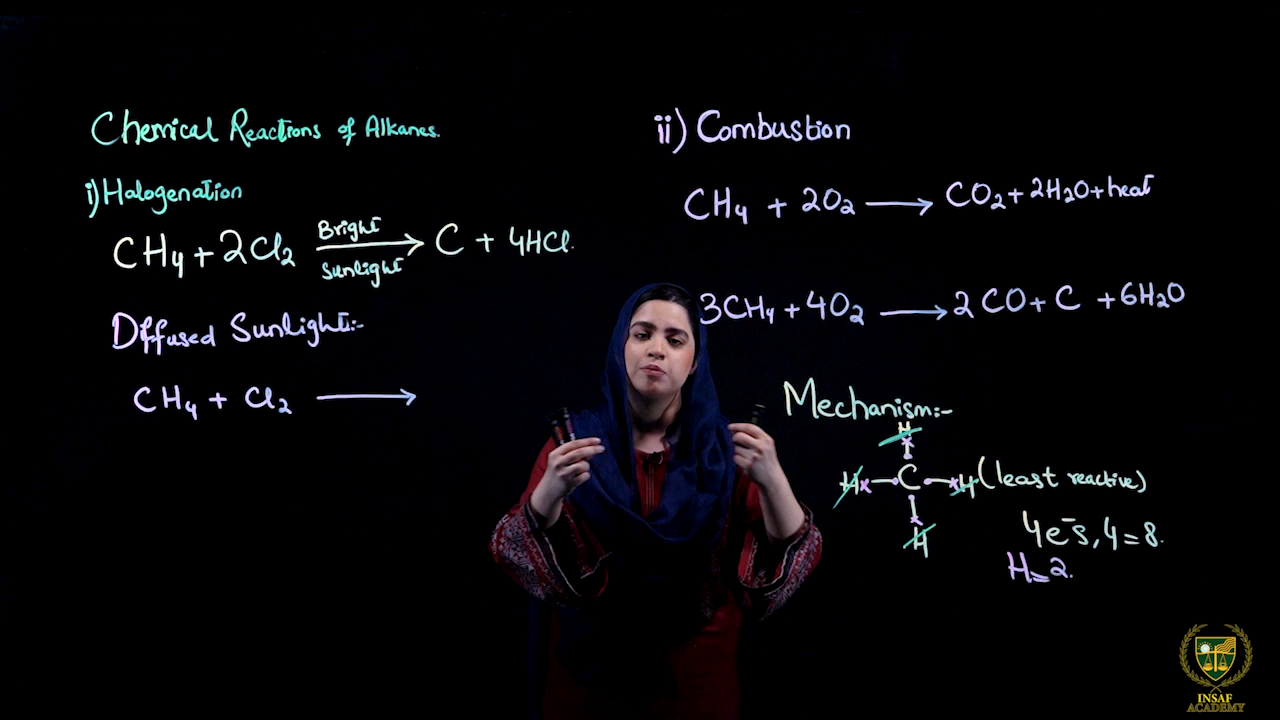 Chemical Reactions of Alkanes.
i) Halogenation
CH₄ + 2Cl₂ Bright Sunlight ⟶ C + 4HCl.
Diffused Sunlight:-
CH₄ + Cl₂ ⟶
ii) Combustion
CH₄ + 2O₂ ⟶ CO₂ + 2H₂O + heat
3CH₄ + 4O₂ ⟶ 2CO + C + 6H₂O
Mechanism:-
H
H C H (least reactive)
H
4e⁻s, 4 = 8.
H = 2.
INSAF
ACADEMY